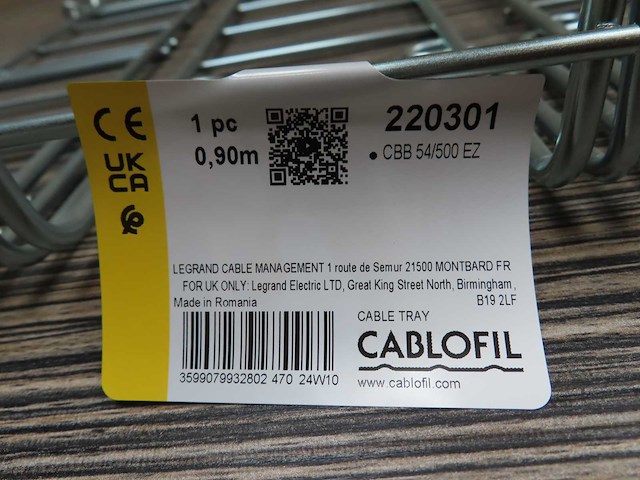 CE
UK
CA
1 pc
0,90m
220301
• CBB 54/500 EZ
LEGRAND CABLE MANAGEMENT 1 route de Semur 21500 MONTBARD FR
FOR UK ONLY: Legrand Electric LTD, Great King Street North, Birmingham,
B19 2LF
Made in Romania
3599079932802 470 24W10
CABLE TRAY
CABLOFIL
www.cablofil.com